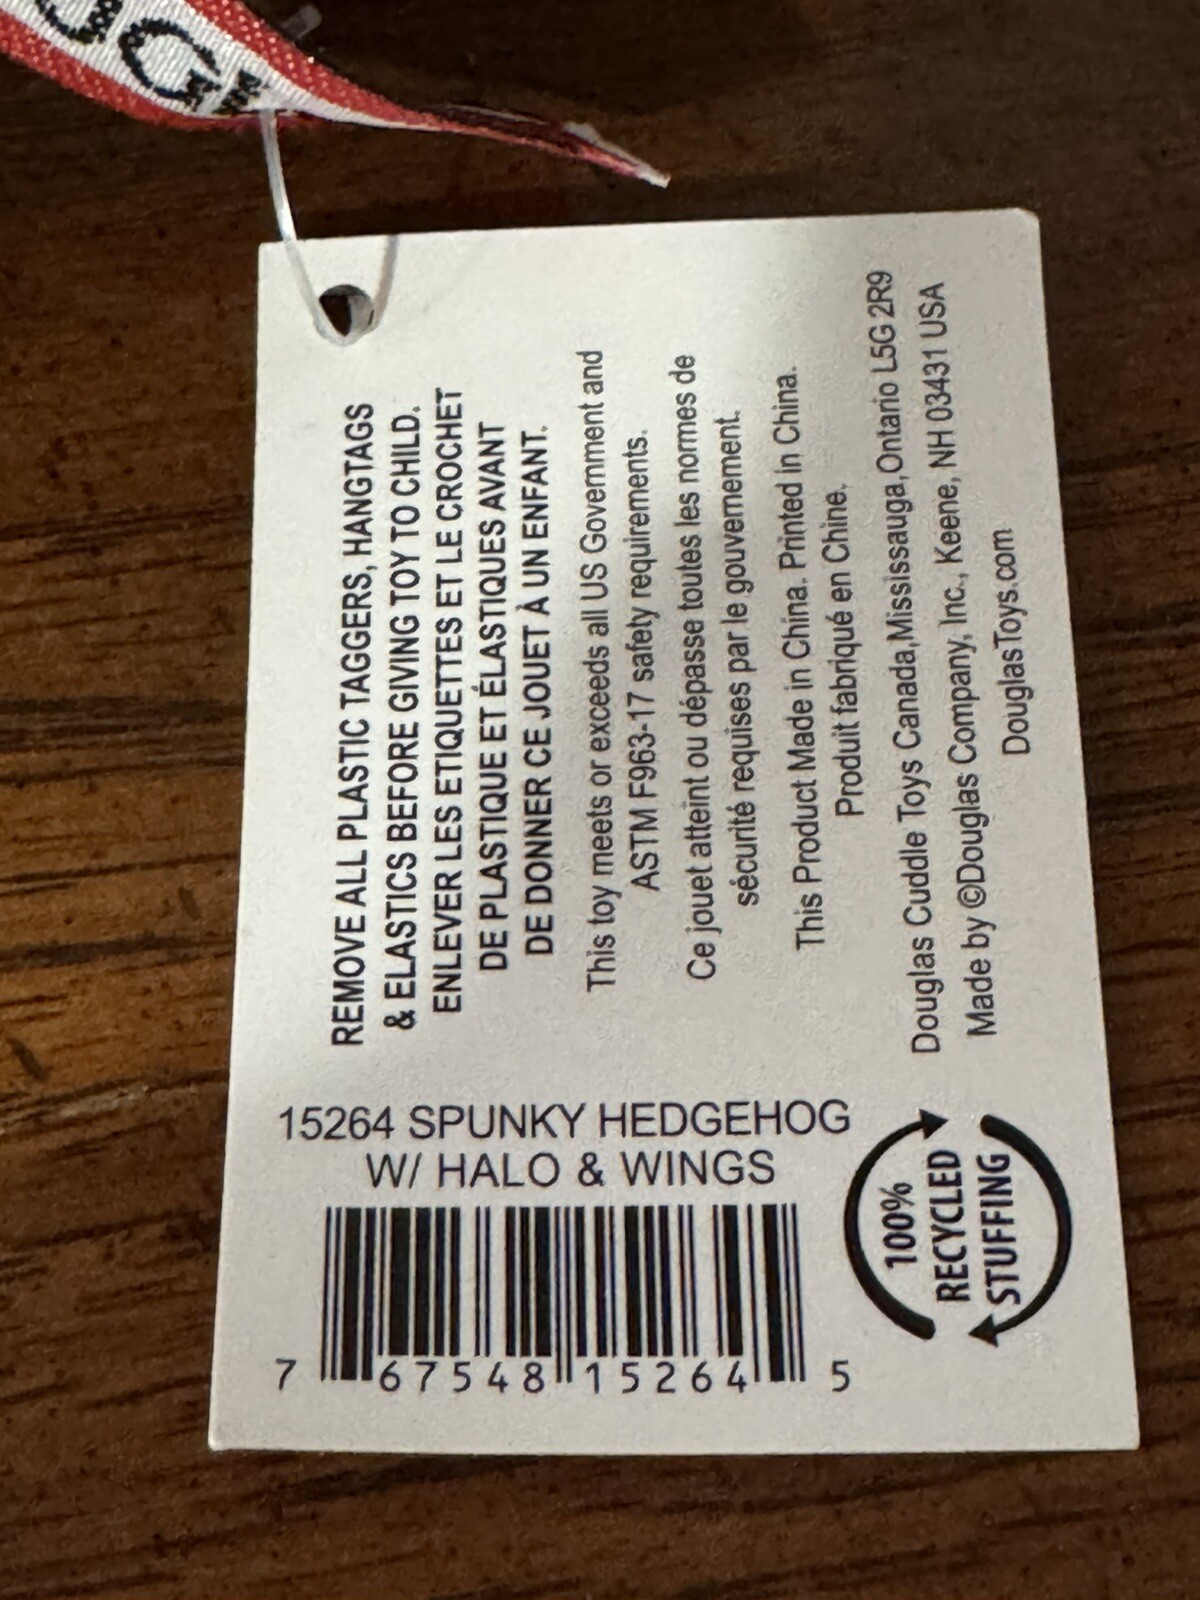 REMOVE ALL PLASTIC TAGGERS, HANGTAGS
& ELASTICS BEFORE GIVING TOY TO CHILD.
ENLEVER LES ETIQUETTES ET LE CROCHET
DE PLASTIQUE ET ÉLASTIQUES AVANT
DE DONNER CE JOUET À UN ENFANT.
This toy meets or exceeds all US Government and
ASTM F963-17 safety requirements.
Ce jouet atteint ou dépasse toutes les normes de
sécurité requises par le gouvernement.
This Product Made in China. Printed in China.
Produit fabriqué en Chine.
Douglas Cuddle Toys Canada,Mississauga,Ontario L5G 2R9
Made by ©Douglas Company, Inc., Keene, NH 03431 USA
DouglasToys.com
15264 SPUNKY HEDGEHOG
W/ HALO & WINGS
7 67548 15264 5
100%
RECYCLED
STUFFING